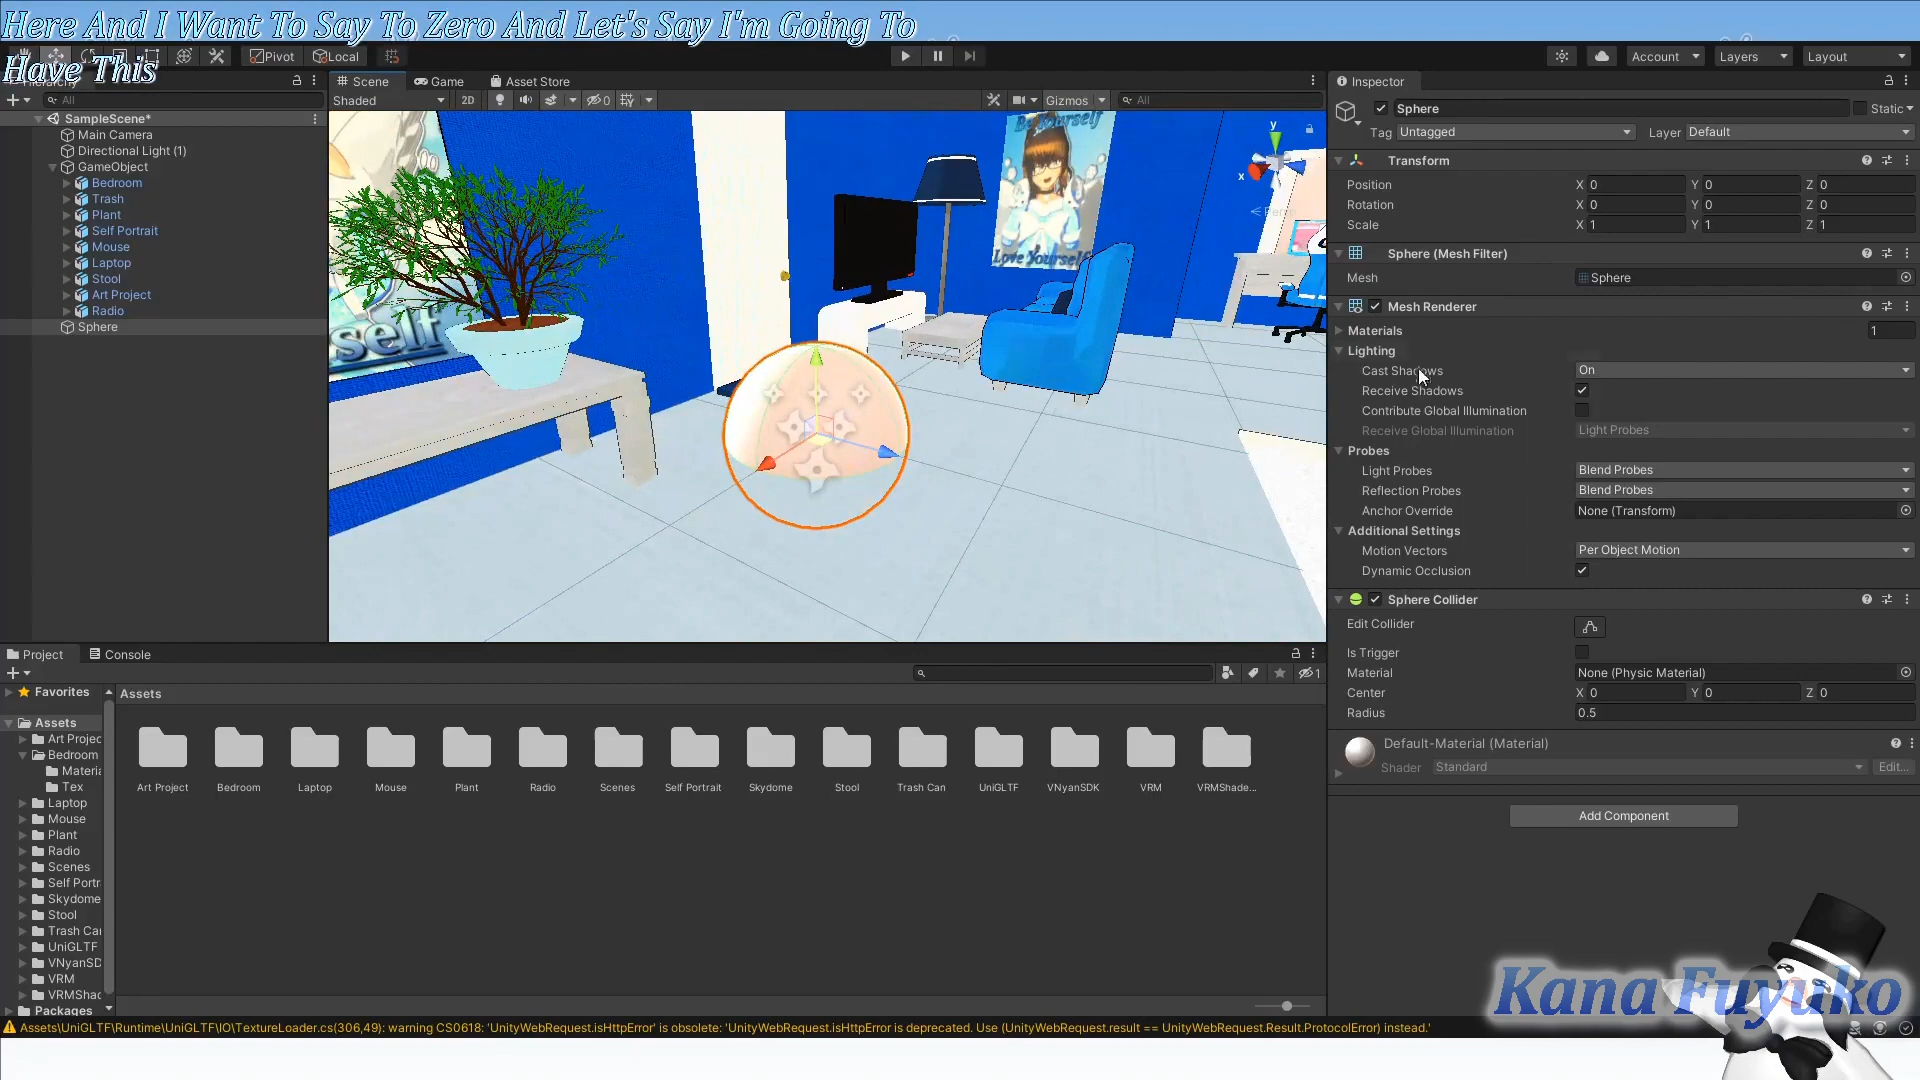 Here And I Want To Say To Zero And Let's Say I'm Going To
Have This
Pivot Local
Account Layers Layout
Hierarchy
All
SampleScene*
Main Camera
Directional Light (1)
GameObject
Bedroom
Trash
Plant
Self Portrait
Mouse
Laptop
Stool
Art Project
Radio
Sphere
Scene Game Asset Store
Shaded 2D 0 Gizmos All
Be Yourself
Love Yourself
self
y
x
Persp
Inspector
Sphere Static
Tag Untagged Layer Default
Transform
Position X 0 Y 0 Z 0
Rotation X 0 Y 0 Z 0
Scale X 1 Y 1 Z 1
Sphere (Mesh Filter)
Mesh Sphere
Mesh Renderer
Materials 1
Lighting
Cast Shadows On
Receive Shadows
Contribute Global Illumination
Receive Global Illumination Light Probes
Probes
Light Probes Blend Probes
Reflection Probes Blend Probes
Anchor Override None (Transform)
Additional Settings
Motion Vectors Per Object Motion
Dynamic Occlusion
Sphere Collider
Edit Collider
Is Trigger
Material None (Physic Material)
Center X 0 Y 0 Z 0
Radius 0.5
Default-Material (Material)
Shader Standard Edit...
Add Component
Project Console
1
Favorites
Assets
Art Projec
Bedroom
Materia
Tex
Laptop
Mouse
Plant
Radio
Scenes
Self Portr
Skydome
Stool
Trash Car
UniGLTF
VNyanSD
VRM
VRMShad
Packages
Assets
Art Project Bedroom Laptop Mouse Plant Radio Scenes Self Portrait Skydome Stool Trash Can UniGLTF VNyanSDK VRM VRMShade...
Kana Fuyuko
Assets\UniGLTF\Runtime\UniGLTF\IO\TextureLoader.cs(306,49): warning CS0618: 'UnityWebRequest.isHttpError' is obsolete: 'UnityWebRequest.isHttpError is deprecated. Use (UnityWebRequest.result == UnityWebRequest.Result.ProtocolError) instead.'